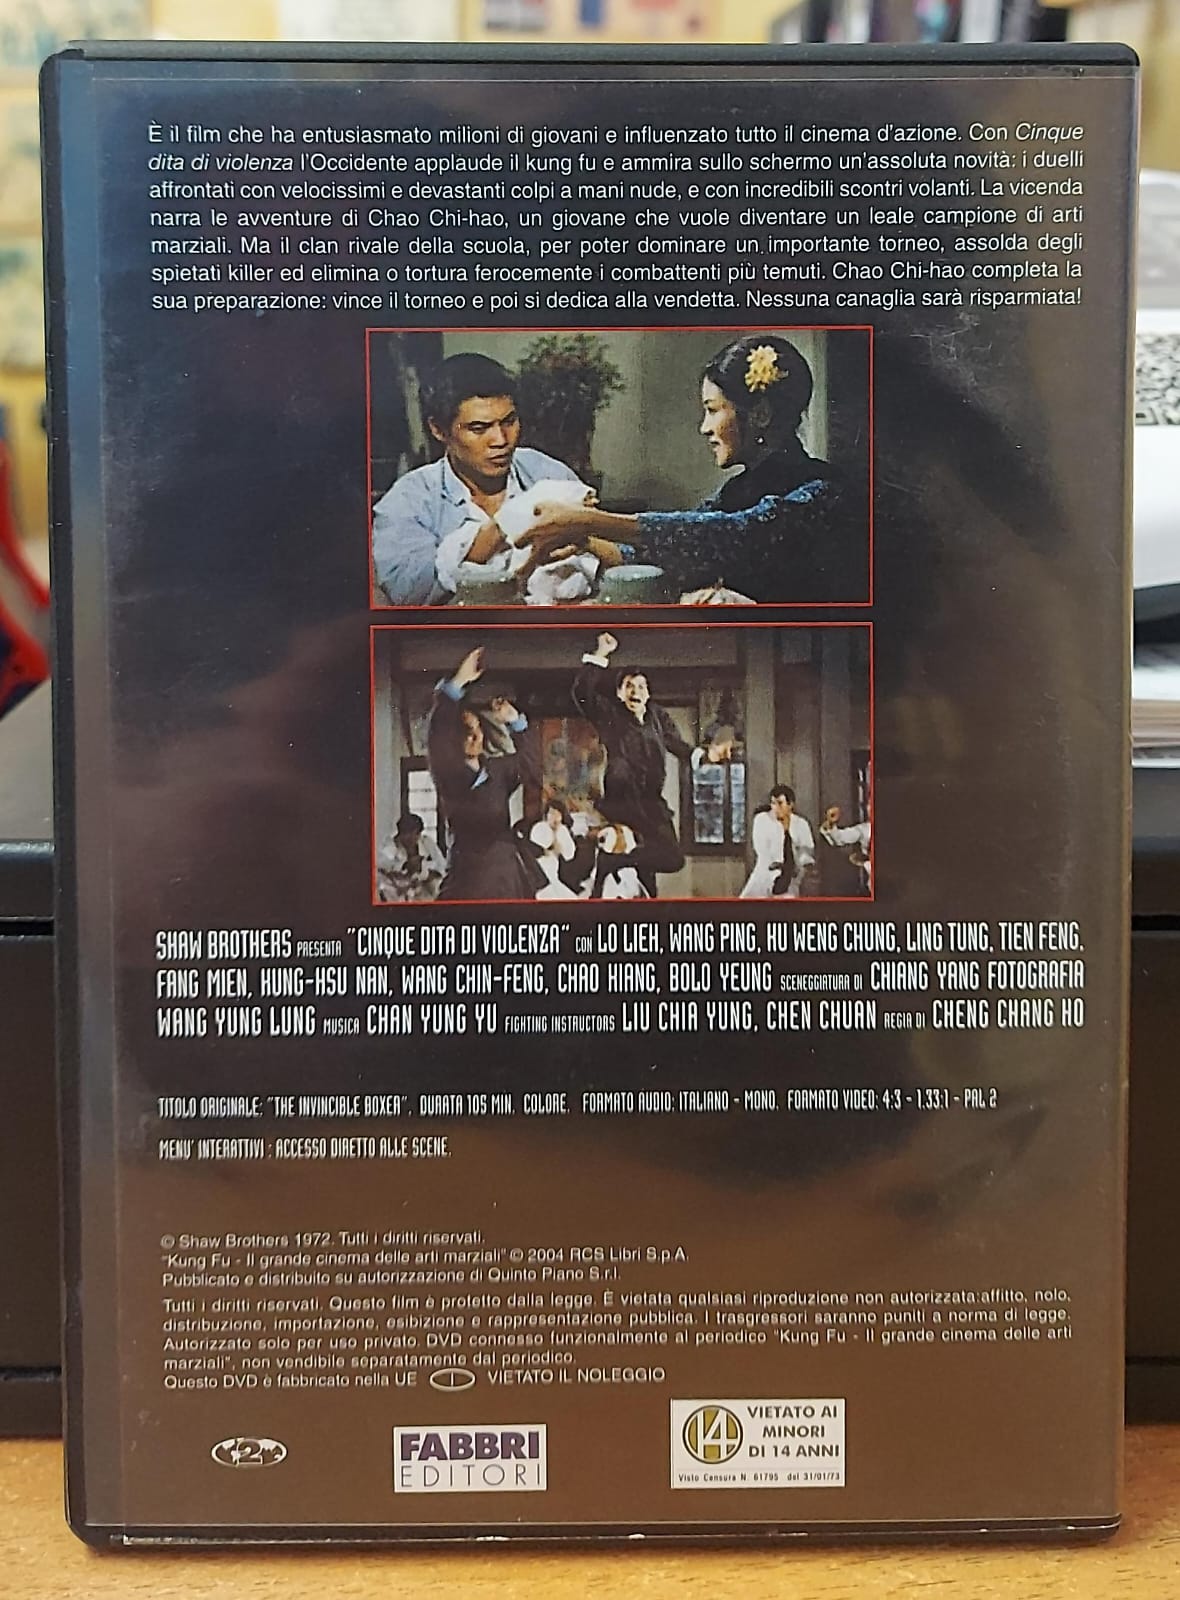 È il film che ha entusiasmato milioni di giovani e influenzato tutto il cinema d'azione. Con Cinque
dita di violenza l'Occidente applaude il kung fu e ammira sullo schermo un'assoluta novità: i duelli
affrontati con velocissimi e devastanti colpi a mani nude, e con incredibili scontri volanti. La vicenda
narra le avventure di Chao Chi-hao, un giovane che vuole diventare un leale campione di arti
marziali. Ma il clan rivale della scuola, per poter dominare un importante torneo, assolda degli
spietati killer ed elimina o tortura ferocemente i combattenti più temuti. Chao Chi-hao completa la
sua preparazione: vince il torneo e poi si dedica alla vendetta. Nessuna canaglia sarà risparmiata!
SHAW BROTHERS PRESENTA "CINQUE DITA DI VIOLENZA" CON LO LIEH, WANG PING, HU WENG CHUNG, LING TUNG, TIEN FENG,
FANG MIEN, HUNG-HSU NAN, WANG CHIN-FENG, CHAO HIANG, BOLO YEUNG SCENEGGIATURA DI CHIANG YANG FOTOGRAFIA
WANG YUNG LUNG MUSICA CHAN YUNG YU FIGHTING INSTRUCTORS LIU CHIA YUNG, CHEN CHUAN REGIA DI CHENG CHANG HO
TITOLO ORIGINALE: "THE INVINCIBLE BOXER". DURATA 105 MIN. COLORE. FORMATO AUDIO: ITALIANO - MONO. FORMATO VIDEO: 4:3 - 1.33:1 - PAL 2
MENU' INTERATTIVI : ACCESSO DIRETTO ALLE SCENE.
© Shaw Brothers 1972. Tutti i diritti riservati.
"Kung Fu - Il grande cinema delle arti marziali" © 2004 RCS Libri S.p.A.
Pubblicato e distribuito su autorizzazione di Quinto Piano S.r.l.
Tutti i diritti riservati. Questo film è protetto dalla legge. È vietata qualsiasi riproduzione non autorizzata: affitto, nolo,
distribuzione, importazione, esibizione e rappresentazione pubblica. I trasgressori saranno puniti a norma di legge.
Autorizzato solo per uso privato. DVD connesso funzionalmente al periodico "Kung Fu - Il grande cinema delle arti
marziali", non vendibile separatamente dal periodico.
Questo DVD è fabbricato nella UE I VIETATO IL NOLEGGIO
2
FABBRI
EDITORI
14
VIETATO AI
MINORI
DI 14 ANNI
Visto Censura N. 61795 del 31/01/73